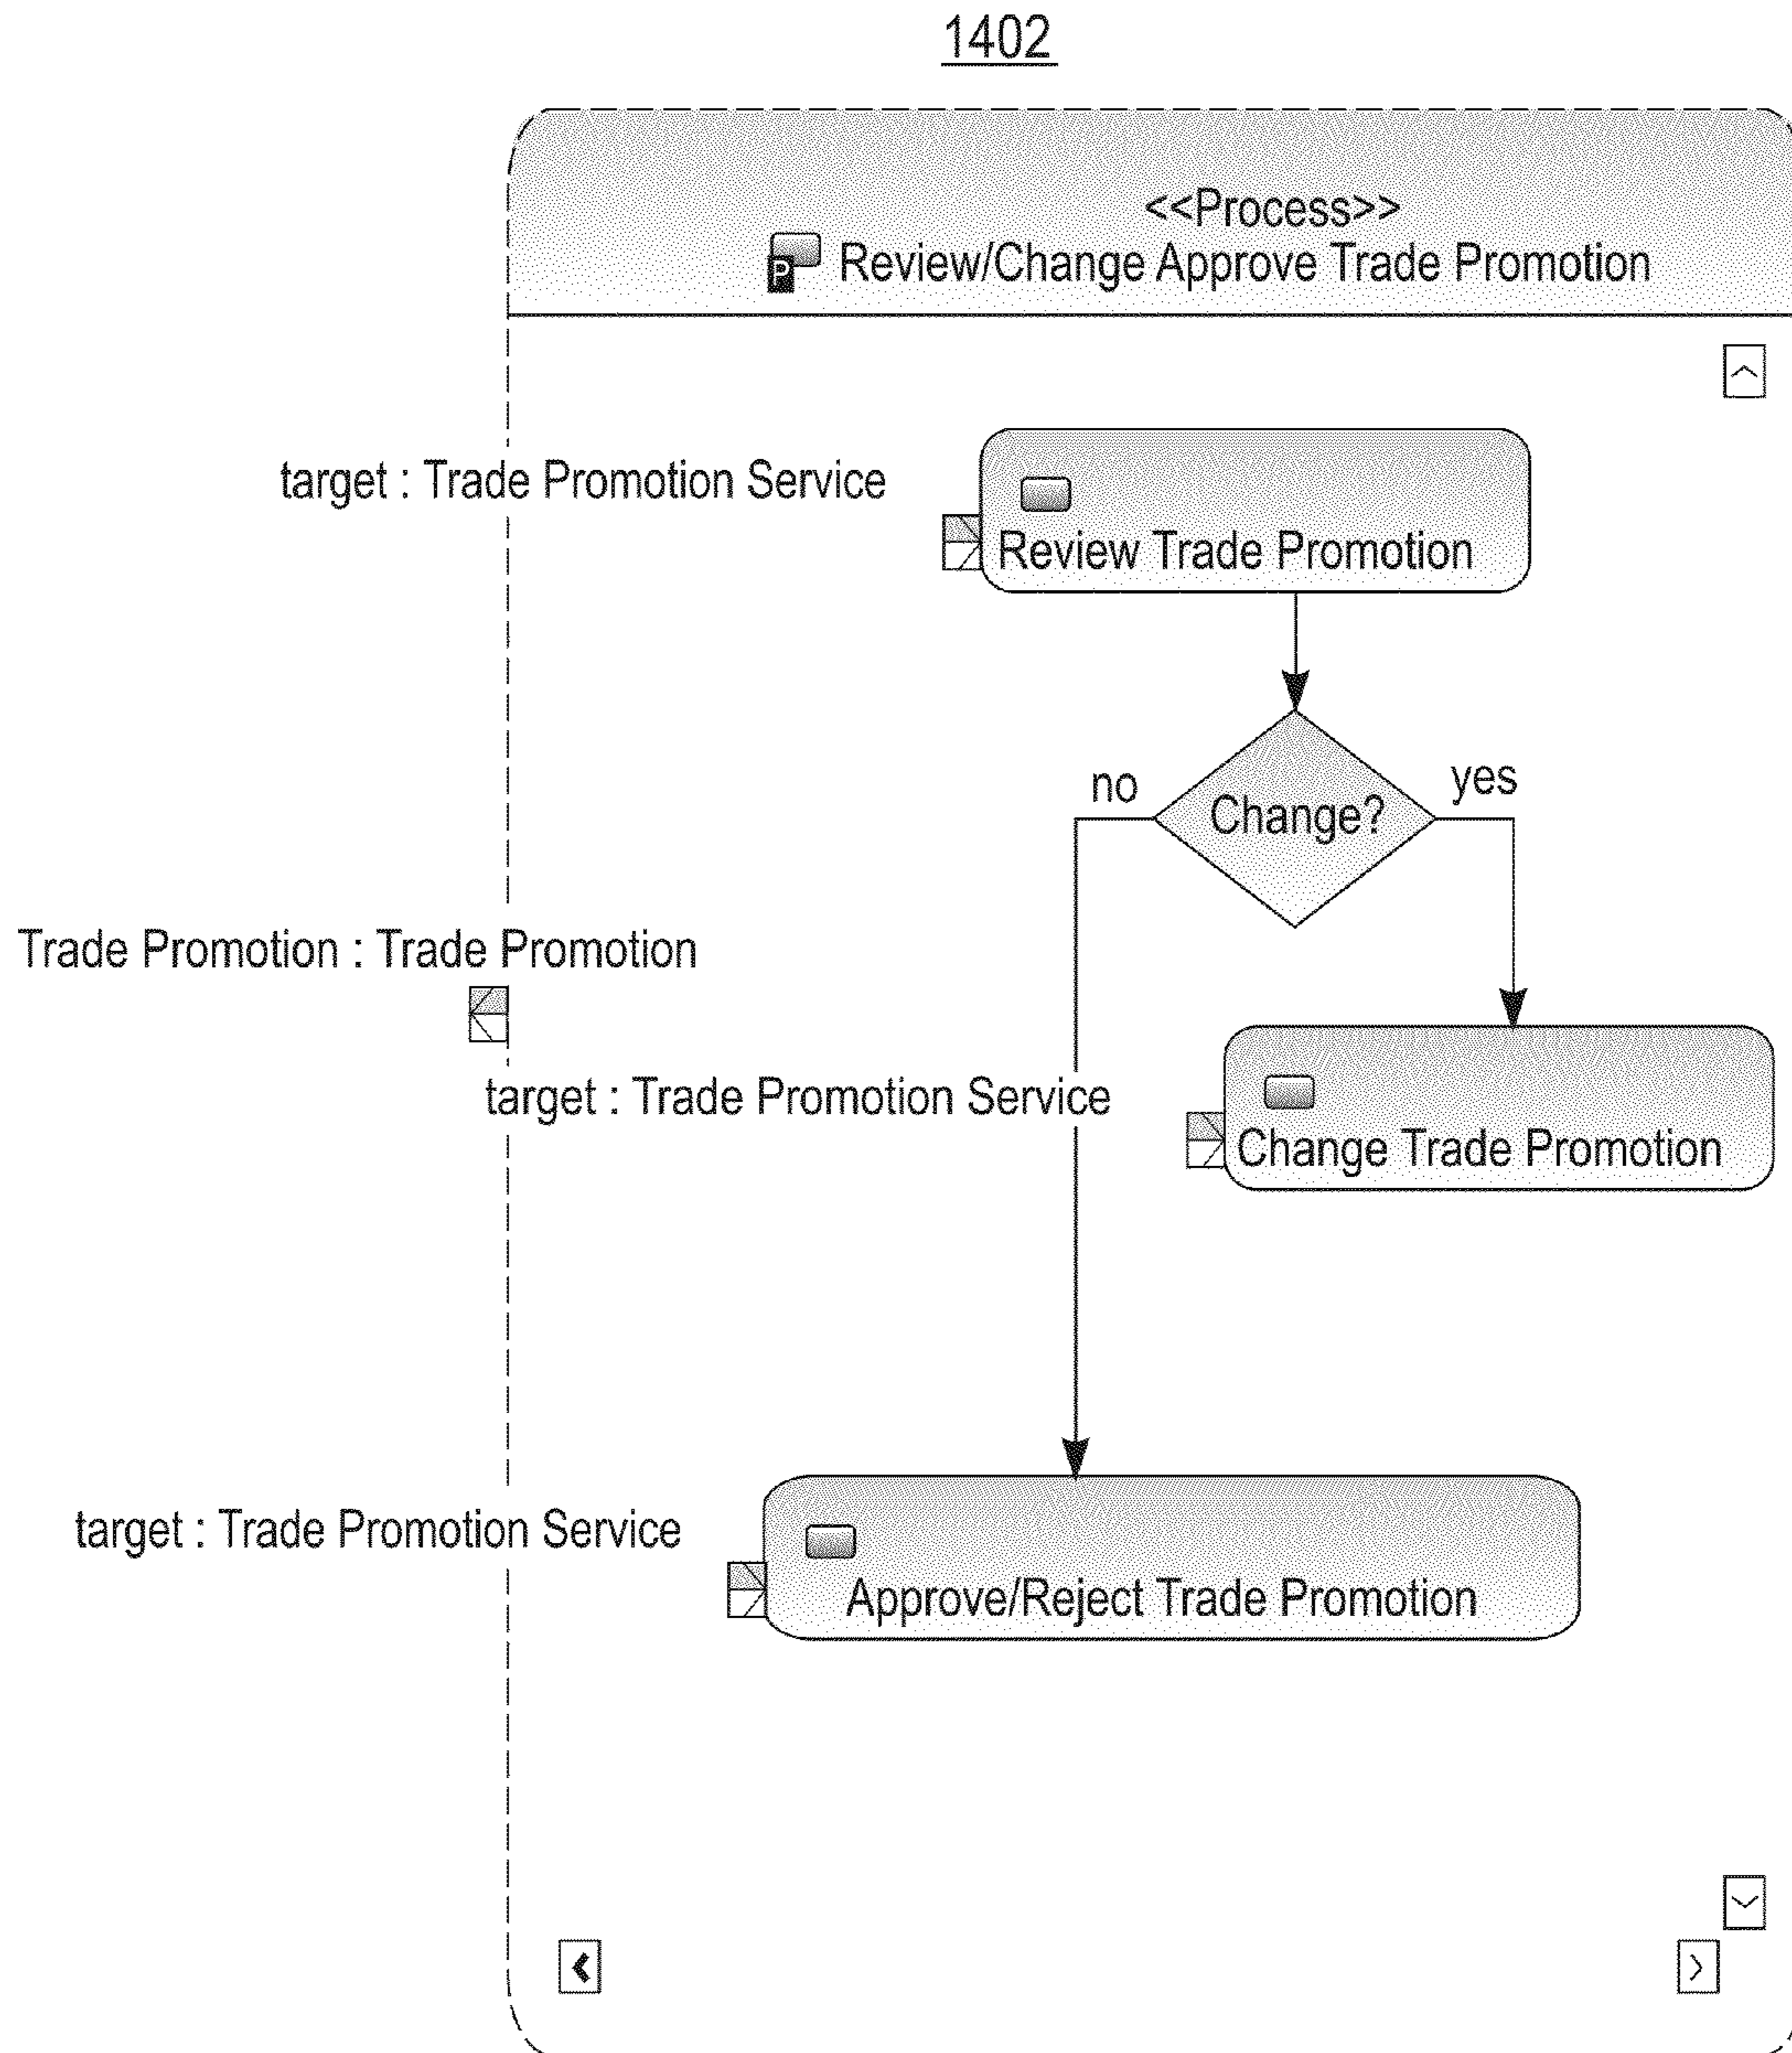 1402
<<Process>>
P
Review/Change Approve Trade Promotion
target : Trade Promotion Service
Review Trade Promotion
no
Change?
yes
Trade Promotion : Trade Promotion
target : Trade Promotion Service
Change Trade Promotion
target : Trade Promotion Service
Approve/Reject Trade Promotion